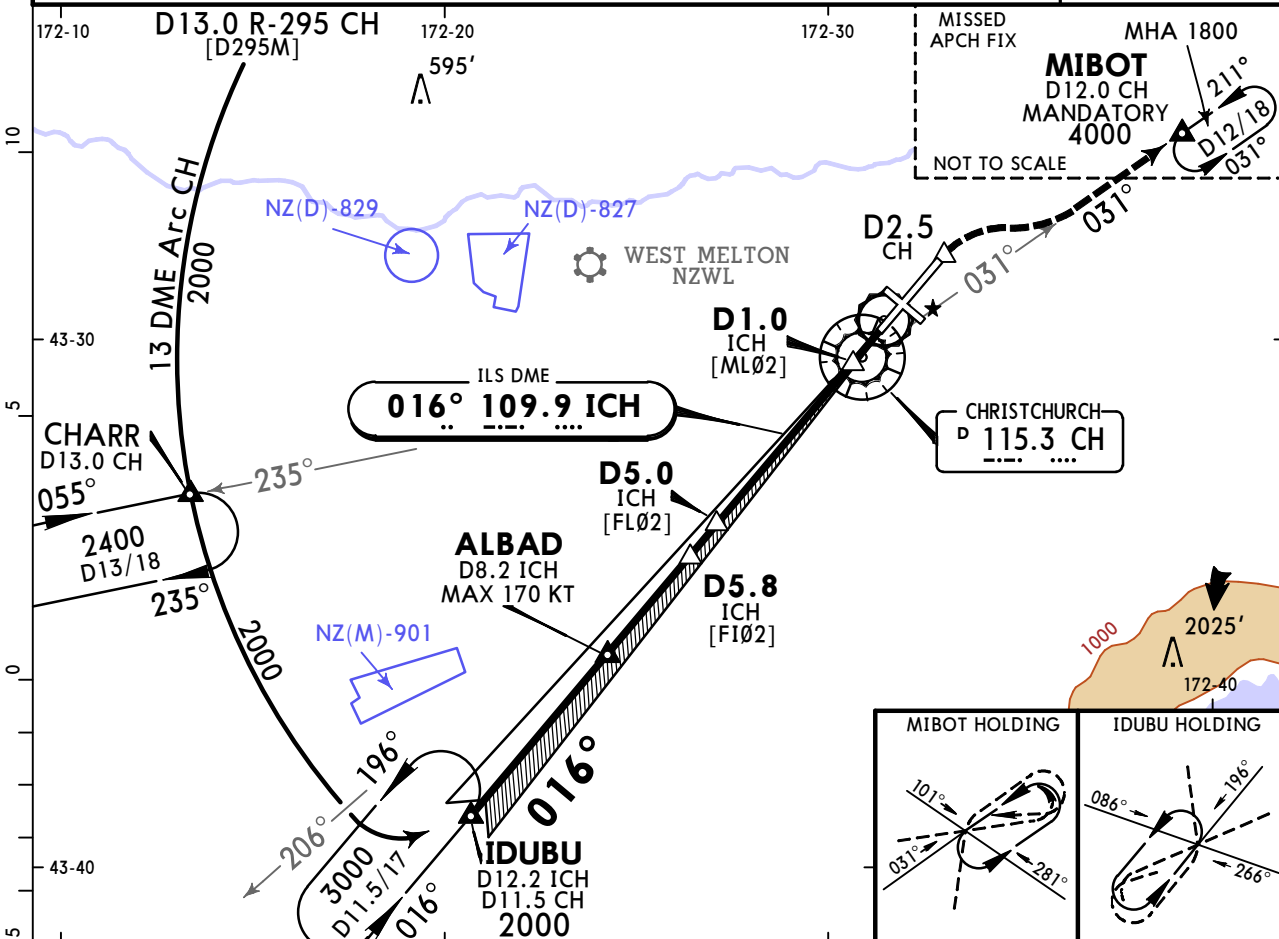 D13.0 R-295 CH
[D295M]
172-10
172-20
172-30
595'
MISSED
APCH FIX
MHA 1800
MIBOT
D12.0 CH
MANDATORY
4000
211°
D12/18
031°
NOT TO SCALE
10
13 DME Arc CH
2000
NZ(D)-829
NZ(D)-827
WEST MELTON
NZWL
D2.5
CH
031°
031°
43-30
D1.0
ICH
[MLØ2]
ILS DME
016° 109.9 ICH
CHRISTCHURCH
D 115.3 CH
5
CHARR
D13.0 CH
055°
235°
2400
D13/18
235°
D5.0
ICH
[FLØ2]
ALBAD
D8.2 ICH
MAX 170 KT
D5.8
ICH
[FIØ2]
2000
NZ(M)-901
0
1000
2025'
172-40
196°
206°
016°
3000
D11.5/17
016°
IDUBU
D12.2 ICH
D11.5 CH
2000
43-40
5
MIBOT HOLDING
101°
031°
281°
IDUBU HOLDING
086°
196°
266°